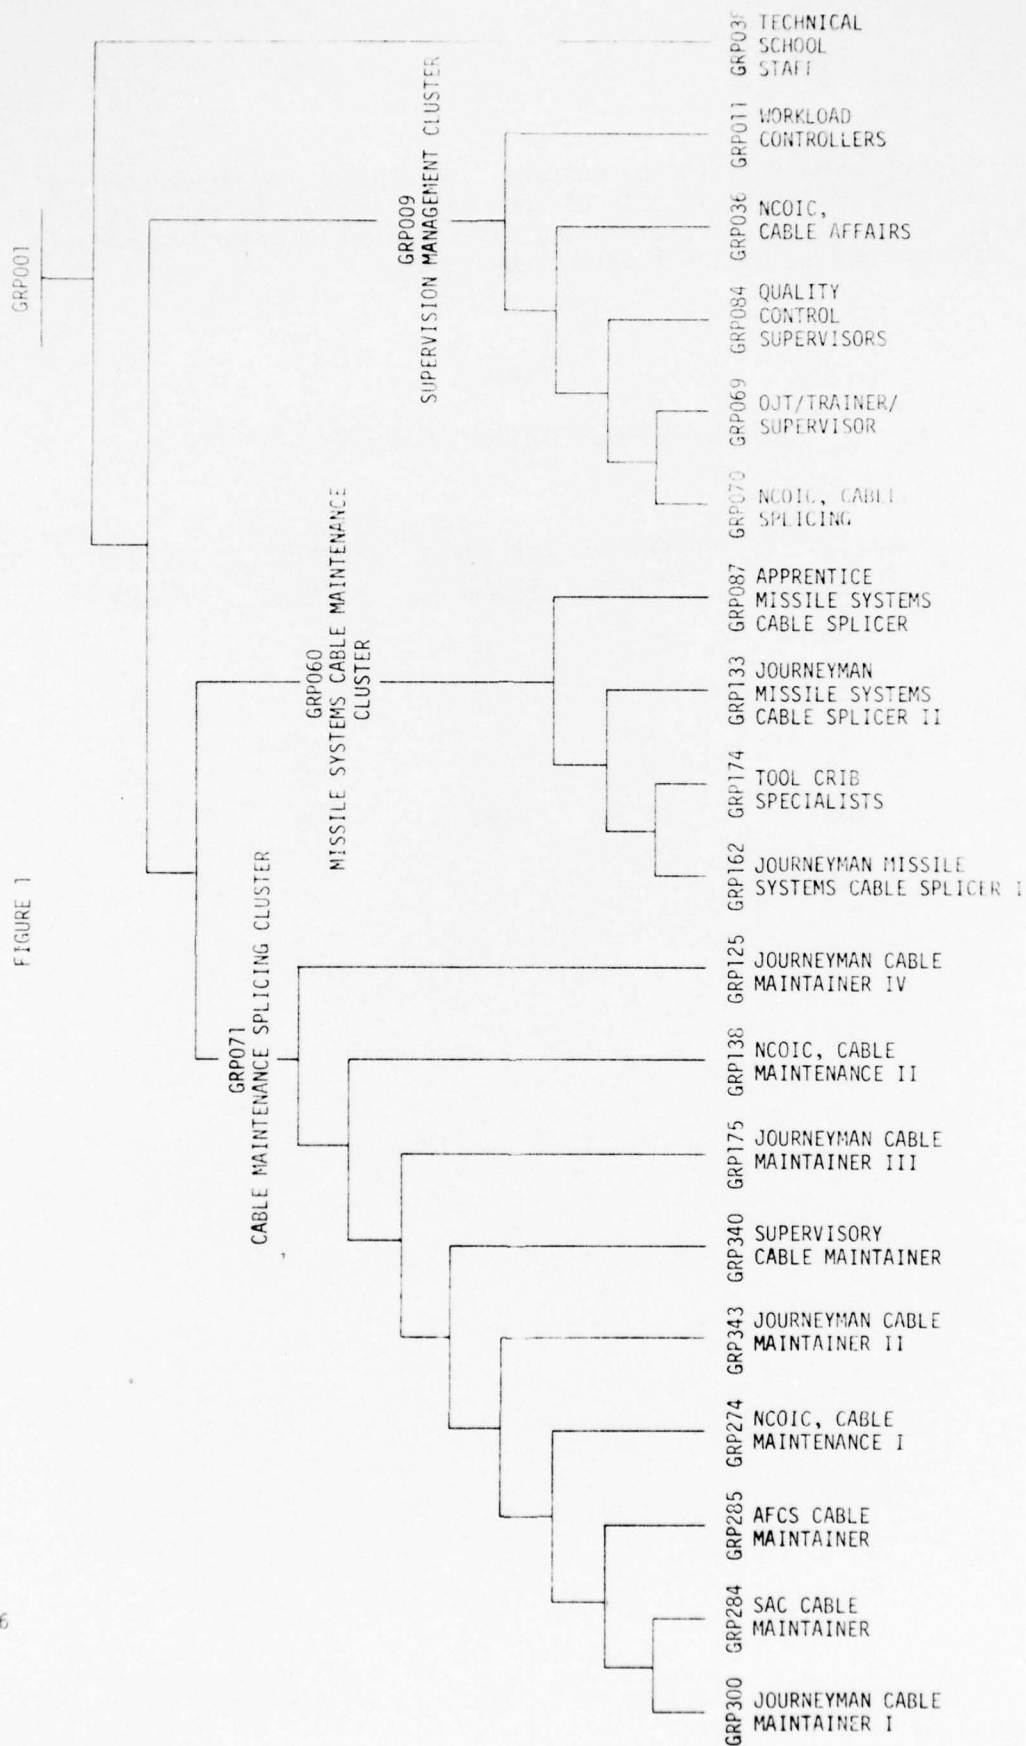 FIGURE 1
GRP001
GRP009
SUPERVISION MANAGEMENT CLUSTER
GRP060
MISSILE SYSTEMS CABLE MAINTENANCE
CLUSTER
GRP071
CABLE MAINTENANCE SPLICING CLUSTER
TECHNICAL
SCHOOL
STAFF
GRP011
WORKLOAD
CONTROLLERS
GRP036
NCOIC,
CABLE AFFAIRS
GRP084
QUALITY
CONTROL
SUPERVISORS
GRP069
OJT/TRAINER/
SUPERVISOR
GRP070
NCOIC, CABLE
SPLICING
GRP087
APPRENTICE
MISSILE SYSTEMS
CABLE SPLICER
GRP133
JOURNEYMAN
MISSILE SYSTEMS
CABLE SPLICER II
GRP174
TOOL CRIB
SPECIALISTS
GRP162
JOURNEYMAN MISSILE
SYSTEMS CABLE SPLICER I
GRP125
JOURNEYMAN CABLE
MAINTAINER IV
GRP138
NCOIC, CABLE
MAINTENANCE II
GRP175
JOURNEYMAN CABLE
MAINTAINER III
GRP340
SUPERVISORY
CABLE MAINTAINER
GRP343
JOURNEYMAN CABLE
MAINTAINER II
GRP274
NCOIC, CABLE
MAINTENANCE I
GRP285
AFCS CABLE
MAINTAINER
GRP284
SAC CABLE
MAINTAINER
GRP300
JOURNEYMAN CABLE
MAINTAINER I
6